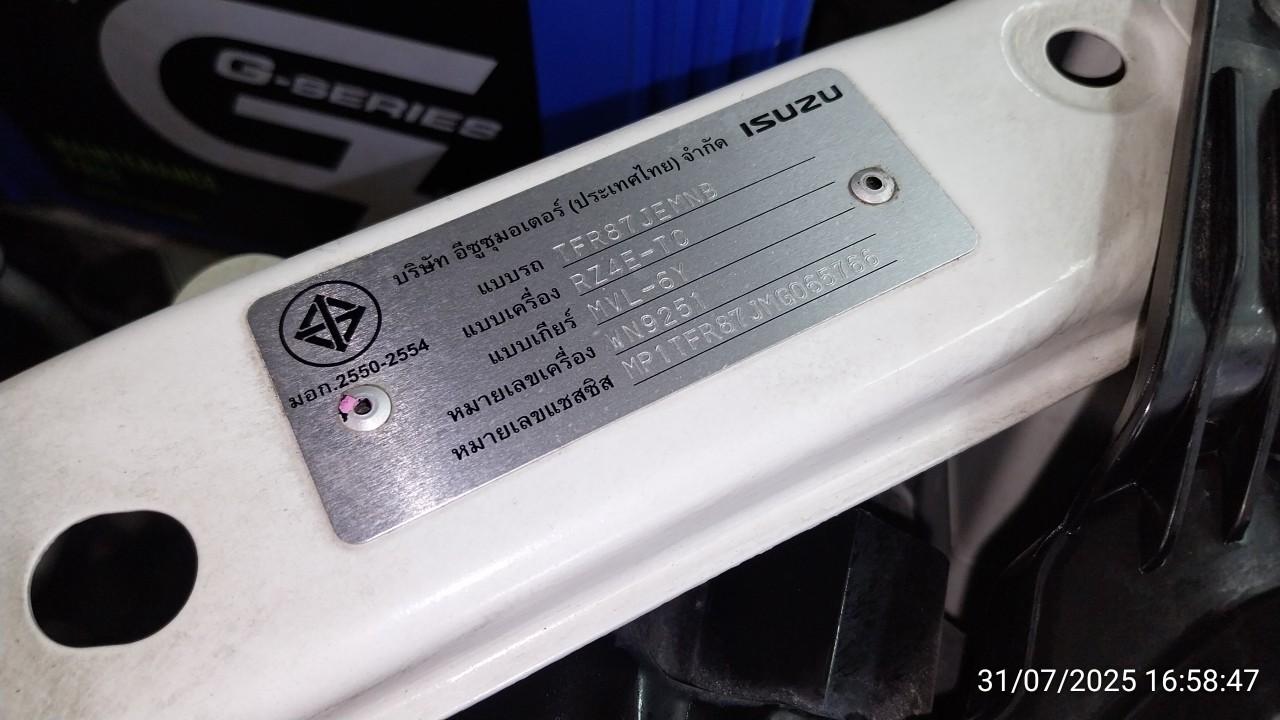 G-SERIES
ISUZU
บริษัท อีซูซุมอเตอร์ (ประเทศไทย) จำกัด
แบบรถ TFR87JEMNB
แบบเครื่อง RZ4E-TC
แบบเกียร์ MVL-6Y
หมายเลขเครื่อง WN9251
หมายเลขแชสซิส MP1TFR87JMG065766
มอก.2550-2554
31/07/2025 16:58:47